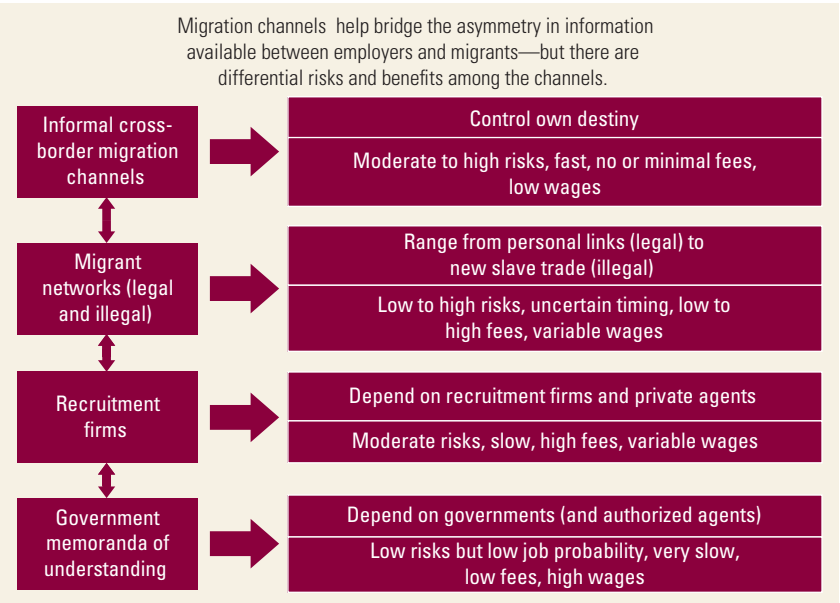 Migration channels help bridge the asymmetry in information
available between employers and migrants—but there are
differential risks and benefits among the channels.
Informal cross-
border migration
channels
Control own destiny
Moderate to high risks, fast, no or minimal fees,
low wages
Migrant
networks (legal
and illegal)
Range from personal links (legal) to
new slave trade (illegal)
Low to high risks, uncertain timing, low to
high fees, variable wages
Recruitment
firms
Depend on recruitment firms and private agents
Moderate risks, slow, high fees, variable wages
Government
memoranda of
understanding
Depend on governments (and authorized agents)
Low risks but low job probability, very slow,
low fees, high wages